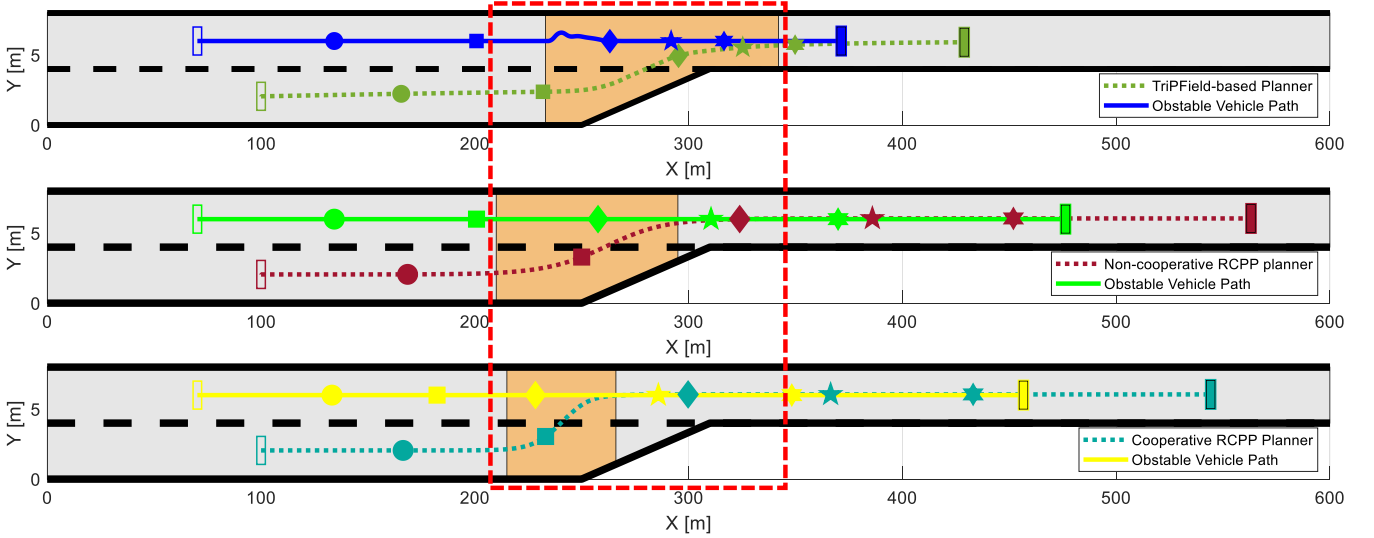 Y [m]
5
0
TriPField-based Planner
Obstable Vehicle Path
0 100 200 300 400 500 600
X [m]
Y [m]
5
0
Non-cooperative RCPP planner
Obstable Vehicle Path
0 100 200 300 400 500 600
X [m]
Y [m]
5
0
Cooperative RCPP Planner
Obstable Vehicle Path
0 100 200 300 400 500 600
X [m]